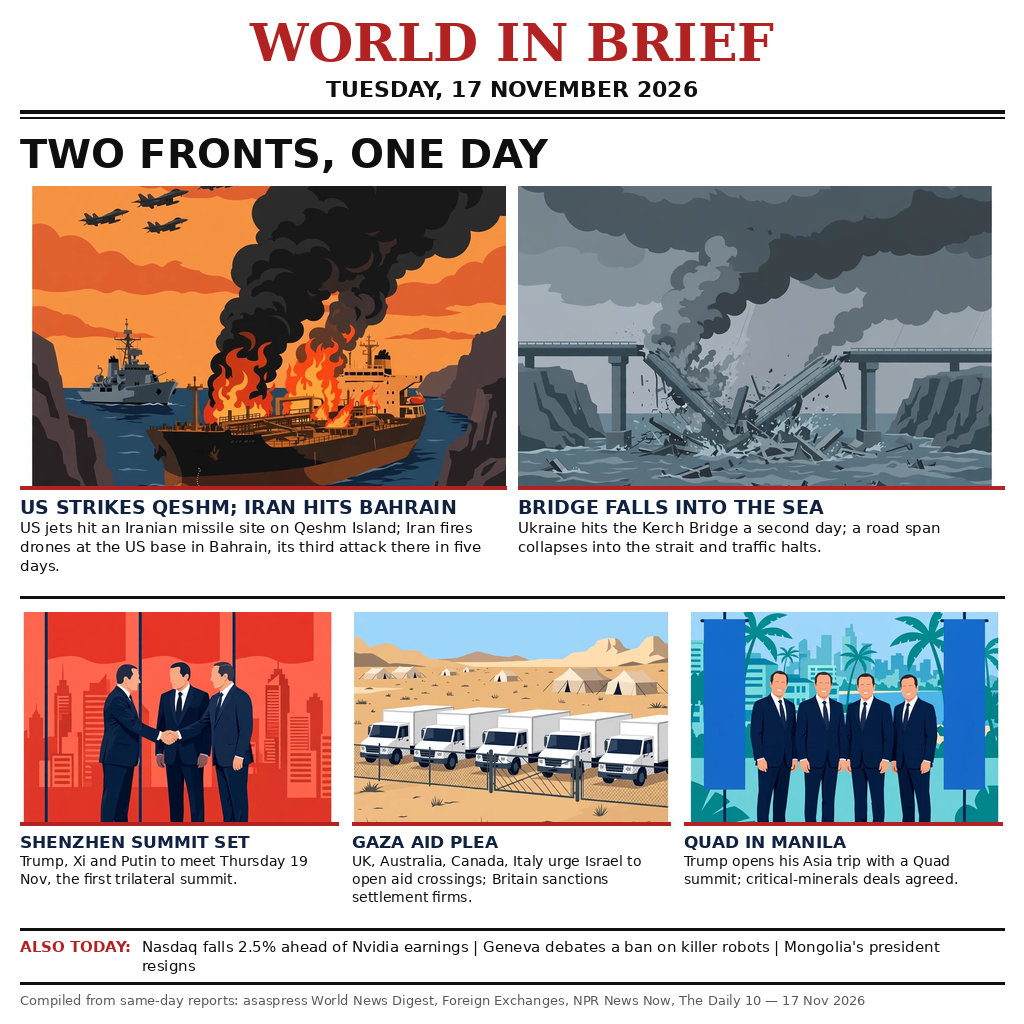 WORLD IN BRIEF
TUESDAY, 17 NOVEMBER 2026
TWO FRONTS, ONE DAY
US STRIKES QESHM; IRAN HITS BAHRAIN
US jets hit an Iranian missile site on Qeshm Island; Iran fires
drones at the US base in Bahrain, its third attack there in five
days.
BRIDGE FALLS INTO THE SEA
Ukraine hits the Kerch Bridge a second day; a road span
collapses into the strait and traffic halts.
SHENZHEN SUMMIT SET
Trump, Xi and Putin to meet Thursday 19
Nov, the first trilateral summit.
GAZA AID PLEA
UK, Australia, Canada, Italy urge Israel to
open aid crossings; Britain sanctions
settlement firms.
QUAD IN MANILA
Trump opens his Asia trip with a Quad
summit; critical-minerals deals agreed.
ALSO TODAY: Nasdaq falls 2.5% ahead of Nvidia earnings | Geneva debates a ban on killer robots | Mongolia's president
resigns
Compiled from same-day reports: asaspress World News Digest, Foreign Exchanges, NPR News Now, The Daily 10 — 17 Nov 2026